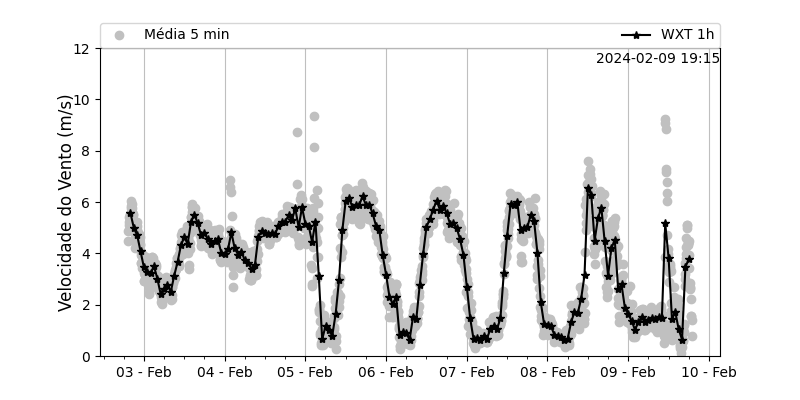 Média 5 min
WXT 1h
2024-02-09 19:15
Velocidade do Vento (m/s)
12
10
8
6
4
2
0
03 - Feb
04 - Feb
05 - Feb
06 - Feb
07 - Feb
08 - Feb
09 - Feb
10 - Feb